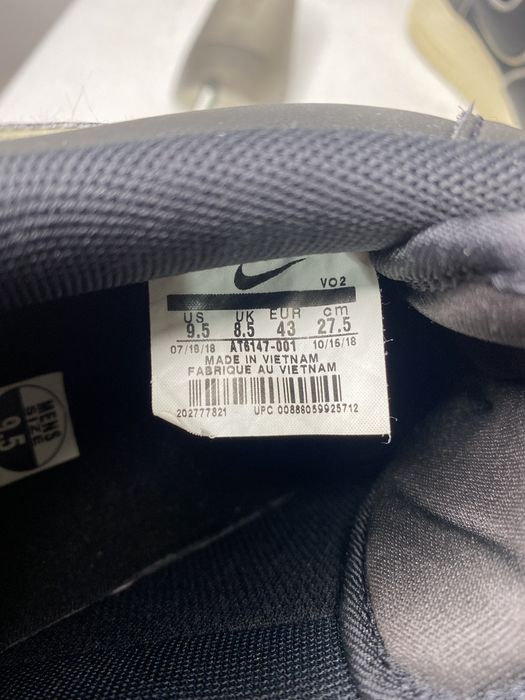 VO2
US UK EUR cm
9.5 8.5 43 27.5
07/18/18 AT6147-001 10/16/18
MADE IN VIETNAM
FABRIQUE AU VIETNAM
202777821 UPC 00888059925712
MENS
SIZE
9.5